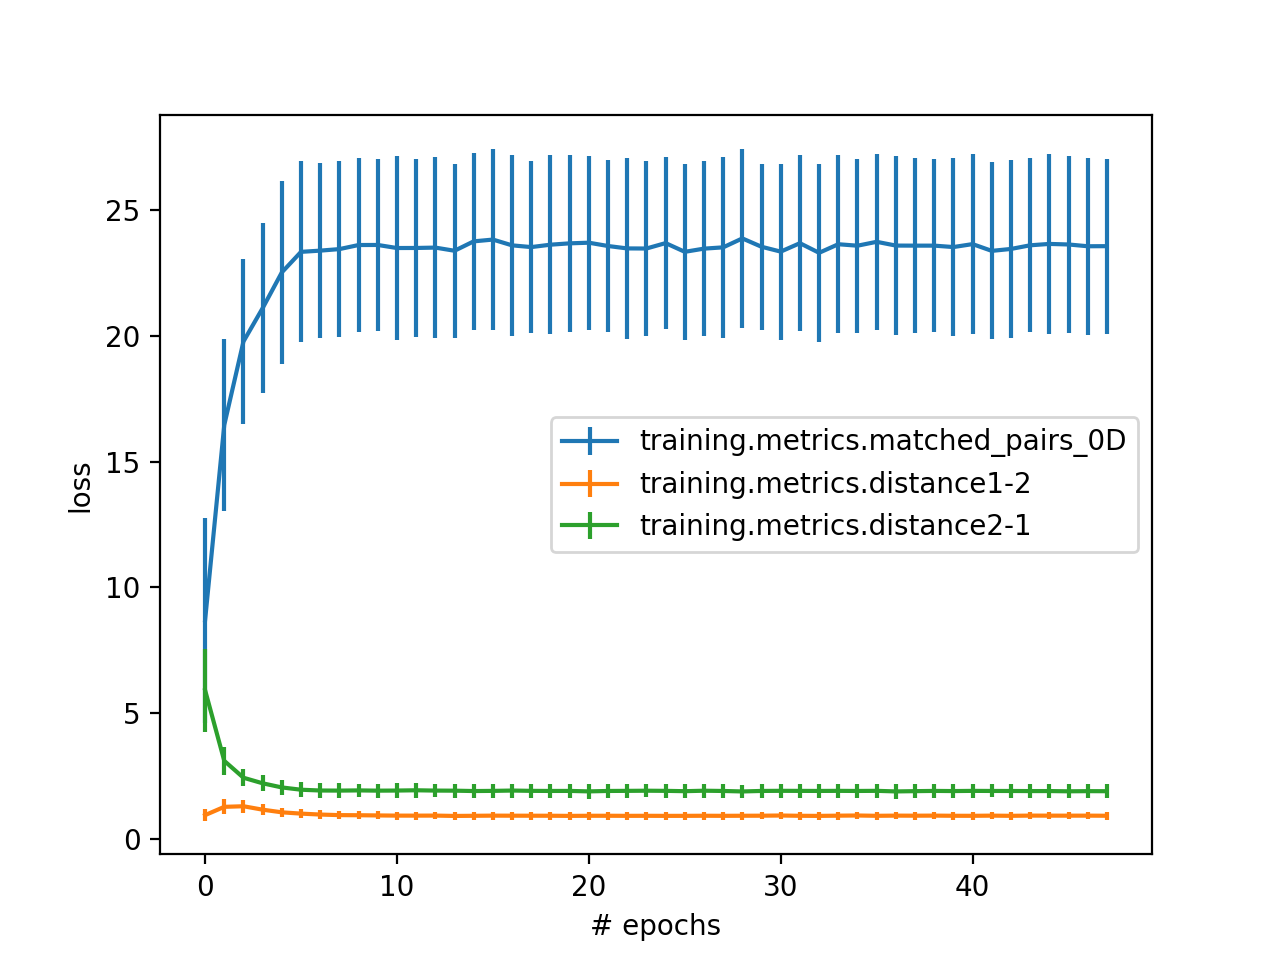 25
20
15
10
5
0
loss
training.metrics.matched_pairs_0D
training.metrics.distance1-2
training.metrics.distance2-1
0 10 20 30 40
# epochs